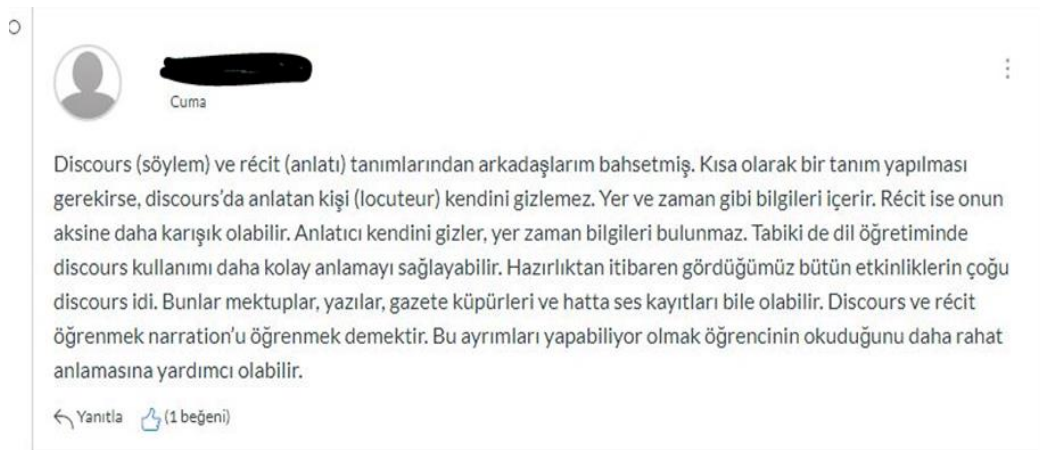 Cuma
Discours (söylem) ve récit (anlatı) tanımlarından arkadaşlarım bahsetmiş. Kısa olarak bir tanım yapılması
gerekirse, discours’da anlatan kişi (locuteur) kendini gizlemez. Yer ve zaman gibi bilgileri içerir. Récit ise onun
aksine daha karışık olabilir. Anlatıcı kendini gizler, yer zaman bilgileri bulunmaz. Tabiki de dil öğretiminde
discours kullanımı daha kolay anlamayı sağlayabilir. Hazırlıktan itibaren gördüğümüz bütün etkinliklerin çoğu
discours idi. Bunlar mektuplar, yazılar, gazete küpürleri ve hatta ses kayıtları bile olabilir. Discours ve récit
öğrenmek narration’u öğrenmek demektir. Bu ayrımları yapabiliyor olmak öğrencinin okuduğunu daha rahat
anlamasına yardımcı olabilir.
Yanıtla (1 beğeni)